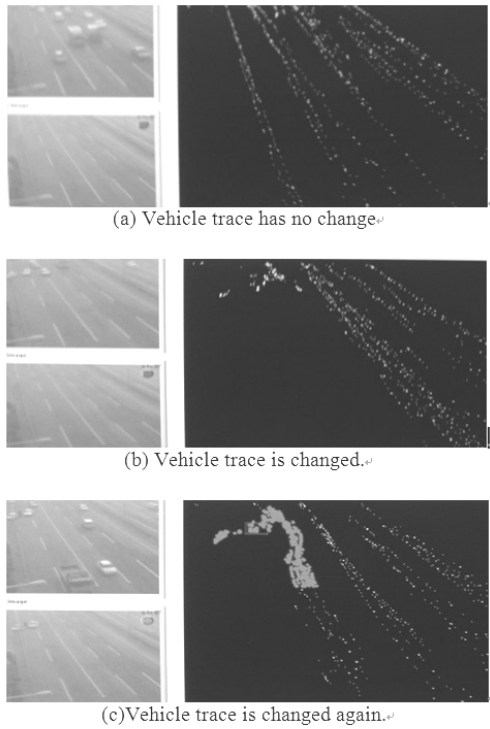 (a) Vehicle trace has no change
(b) Vehicle trace is changed.
(c)Vehicle trace is changed again.